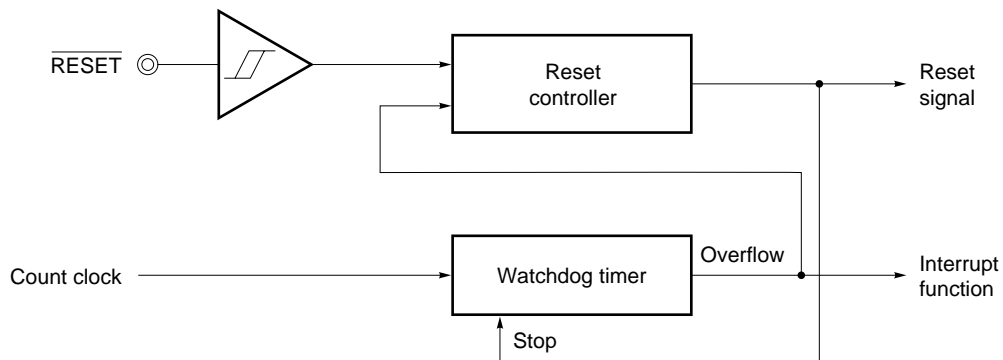 RESET
Reset
controller
Reset
signal
Count clock
Watchdog timer
Overflow
Interrupt
function
Stop